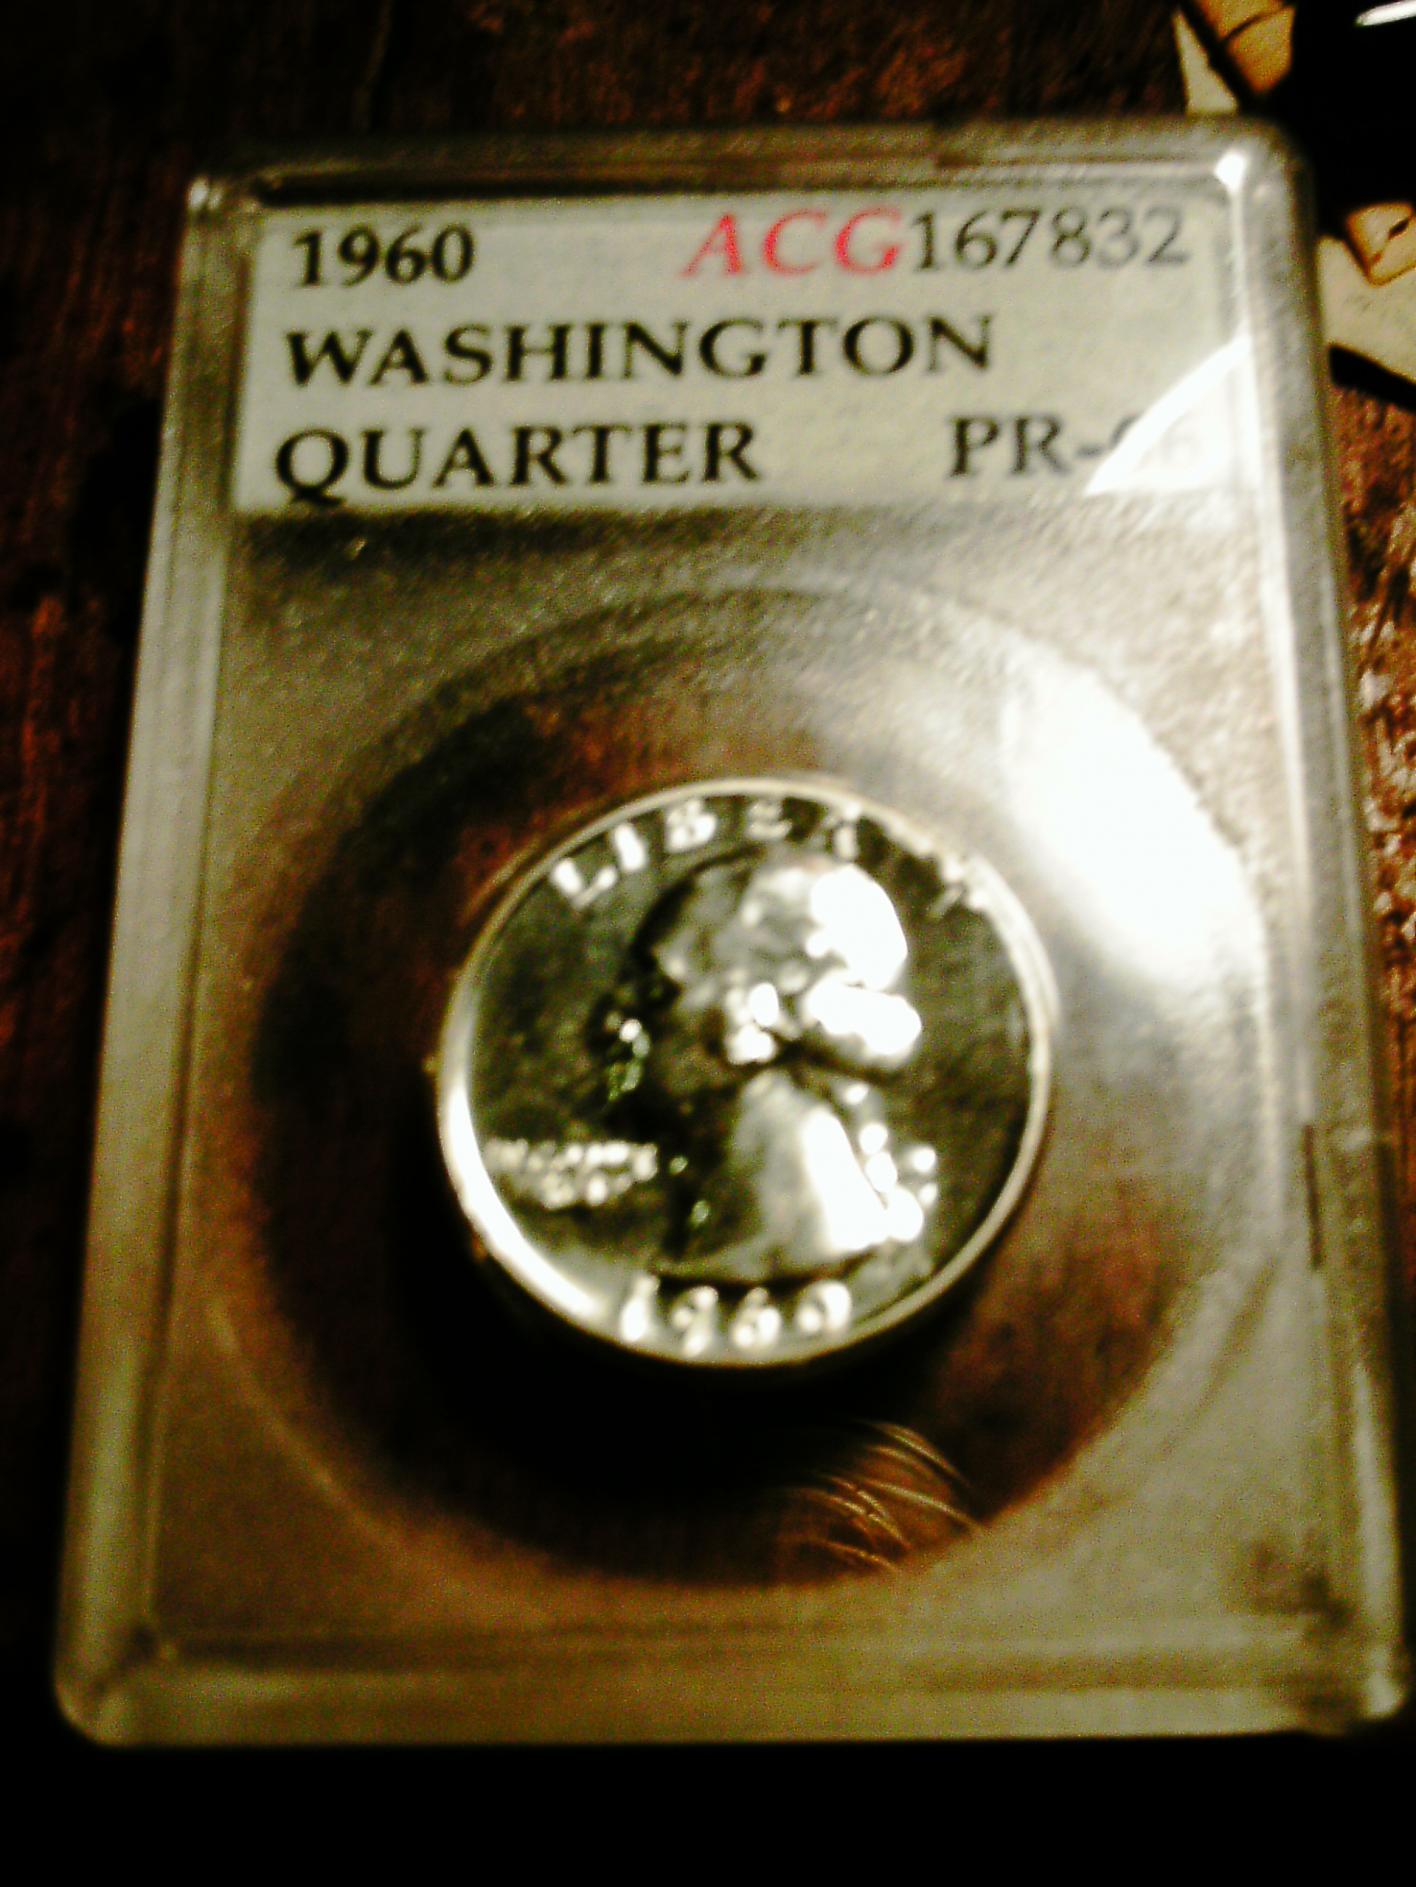 1960 ACG167832
WASHINGTON
QUARTER PR-
LIBERTY
1960